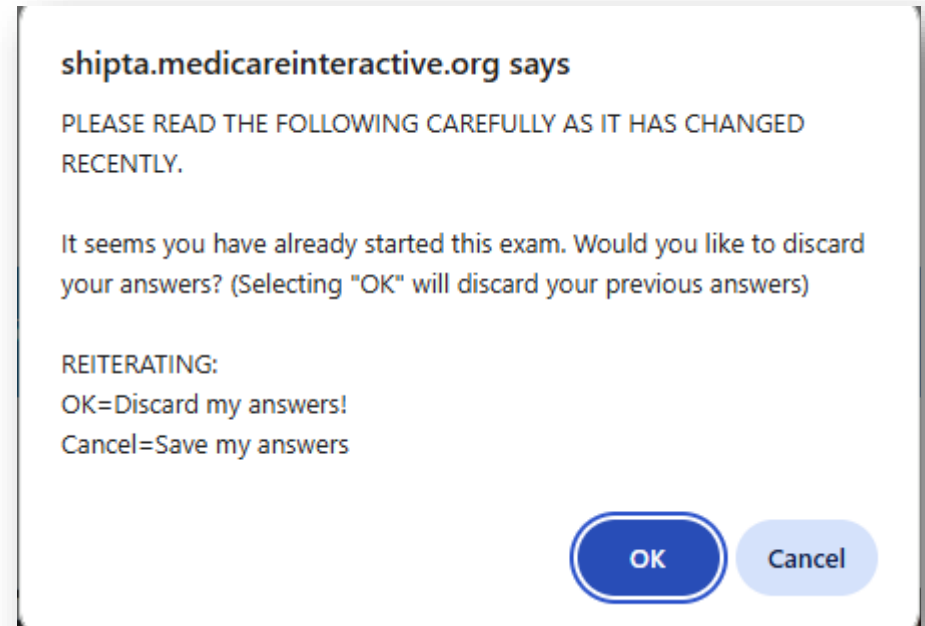 shipta.medicareinteractive.org says
PLEASE READ THE FOLLOWING CAREFULLY AS IT HAS CHANGED
RECENTLY.
It seems you have already started this exam. Would you like to discard
your answers? (Selecting "OK" will discard your previous answers)
REITERATING:
OK=Discard my answers!
Cancel=Save my answers
OK
Cancel